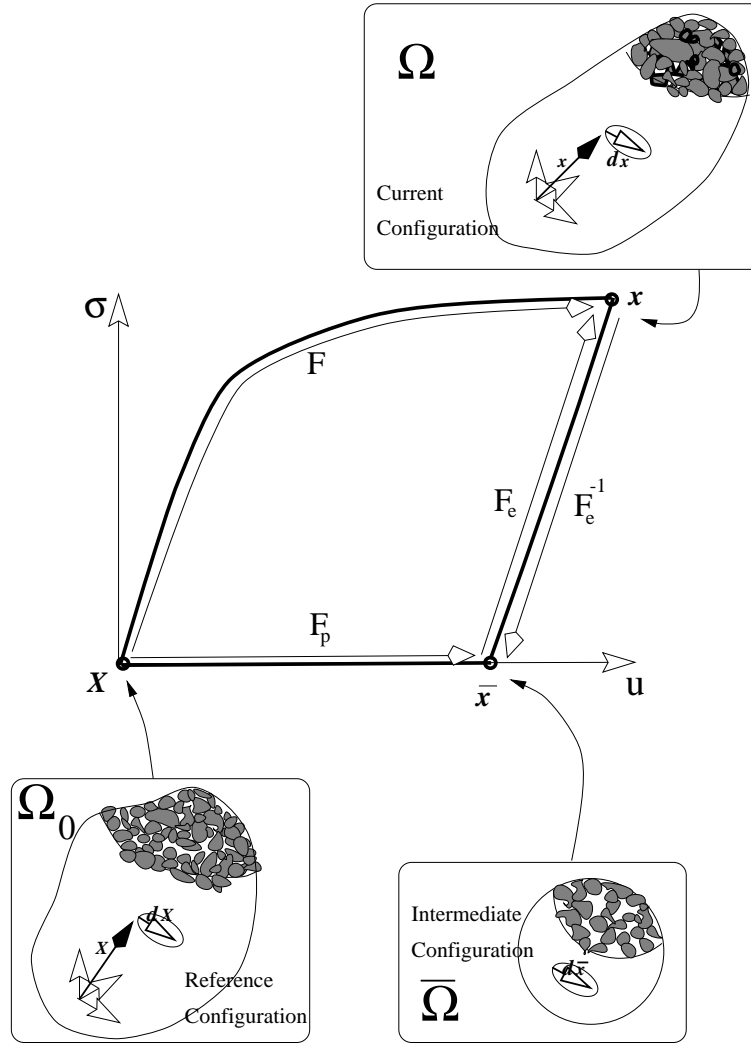 Ω
x
dx
Current
Configuration
σ
x
F
F_e
F_e^{-1}
F_p
X
x̄
u
Ω_0
dX
X
Reference
Configuration
Intermediate
Configuration
dx̄
Ω̄